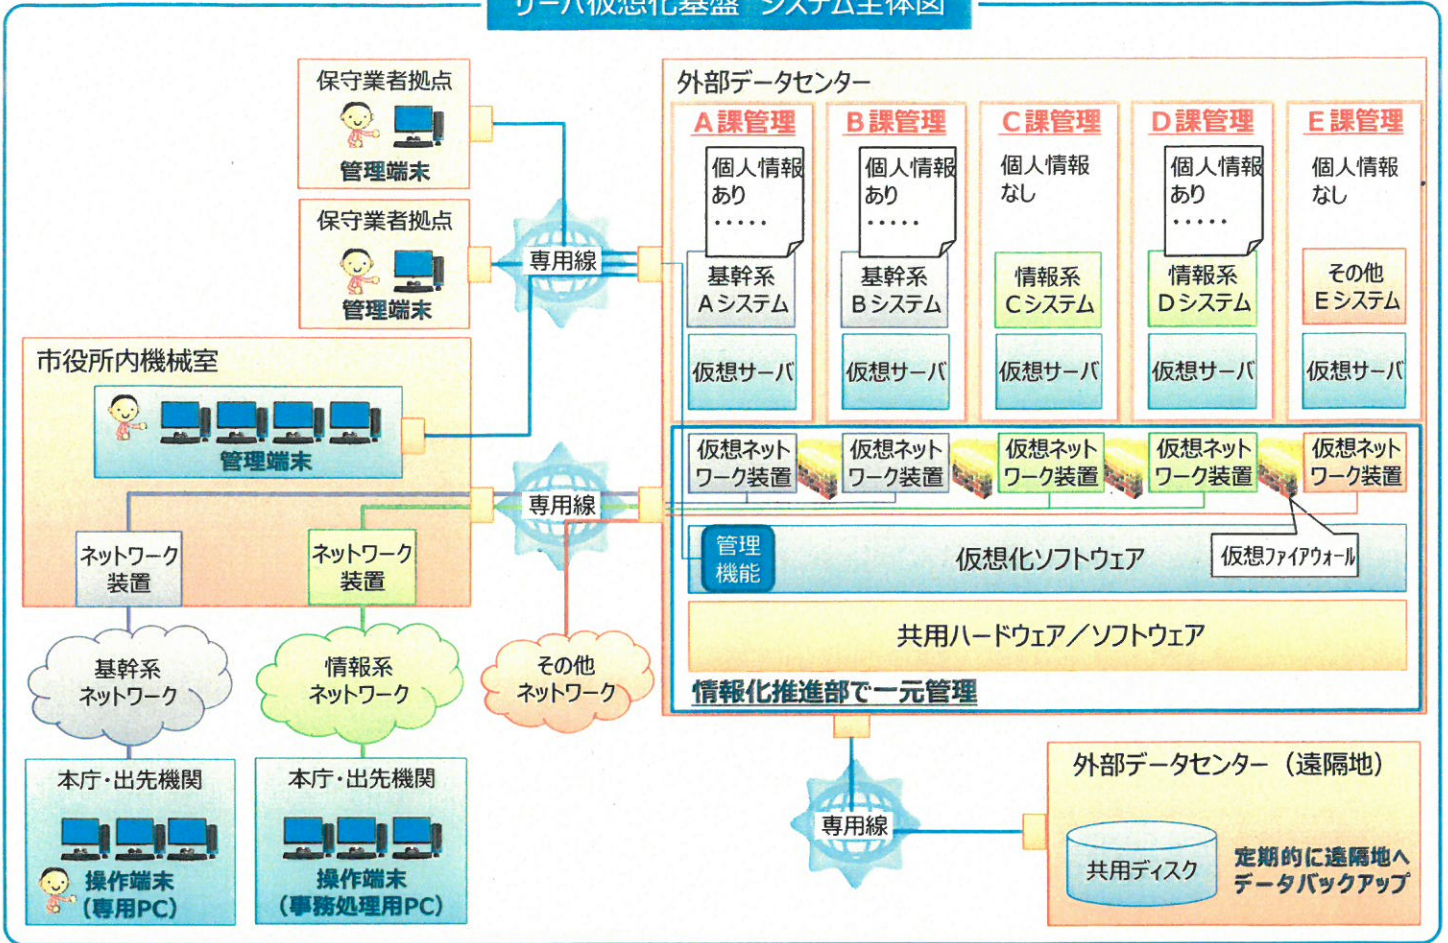 サーバ仮想化基盤 システム全体図
保守業者拠点
管理端末
保守業者拠点
管理端末
専用線
市役所内機械室
管理端末
専用線
ネットワーク
装置
ネットワーク
装置
基幹系
ネットワーク
情報系
ネットワーク
その他
ネットワーク
本庁・出先機関
操作端末
(専用PC)
本庁・出先機関
操作端末
(事務処理用PC)
外部データセンター
A課管理
個人情報
あり
・・・・・
基幹系
Aシステム
仮想サーバ
B課管理
個人情報
あり
・・・・・
基幹系
Bシステム
仮想サーバ
C課管理
個人情報
なし
情報系
Cシステム
仮想サーバ
D課管理
個人情報
あり
・・・・・
情報系
Dシステム
仮想サーバ
E課管理
個人情報
なし
その他
Eシステム
仮想サーバ
仮想ネット
ワーク装置
仮想ネット
ワーク装置
仮想ネット
ワーク装置
仮想ネット
ワーク装置
仮想ネット
ワーク装置
管理
機能
仮想化ソフトウェア
仮想ファイアウォール
共用ハードウェア／ソフトウェア
情報化推進部で一元管理
専用線
外部データセンター（遠隔地）
共用ディスク
定期的に遠隔地へ
データバックアップ